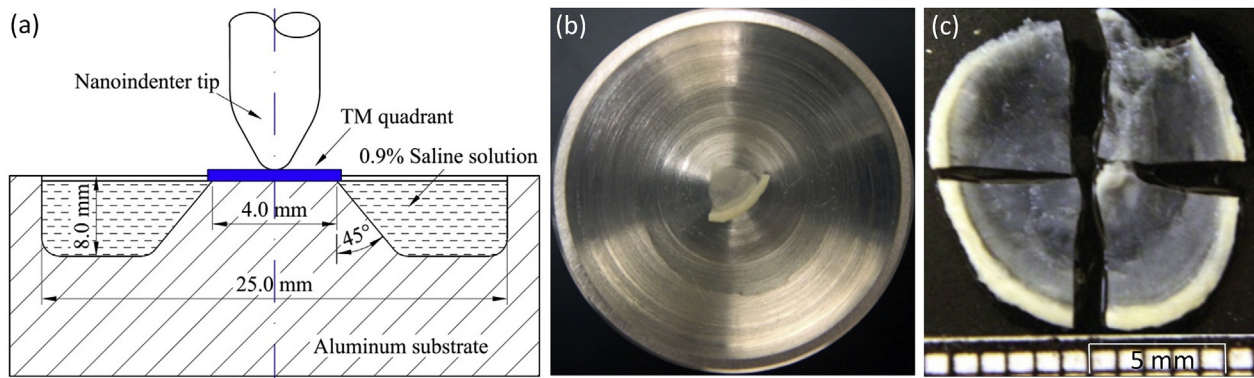 (a)
Nanoindenter tip
TM quadrant
0.9% Saline solution
8.0 mm
4.0 mm
45°
25.0 mm
Aluminum substrate
(b)
(c)
5 mm